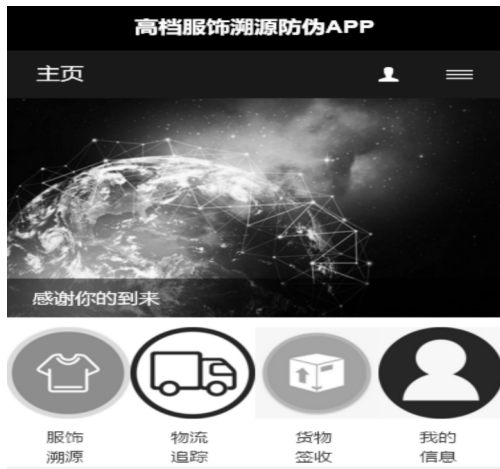 高档服饰溯源防伪APP
主页
感谢你的到来
服饰
溯源
物流
追踪
货物
签收
我的
信息